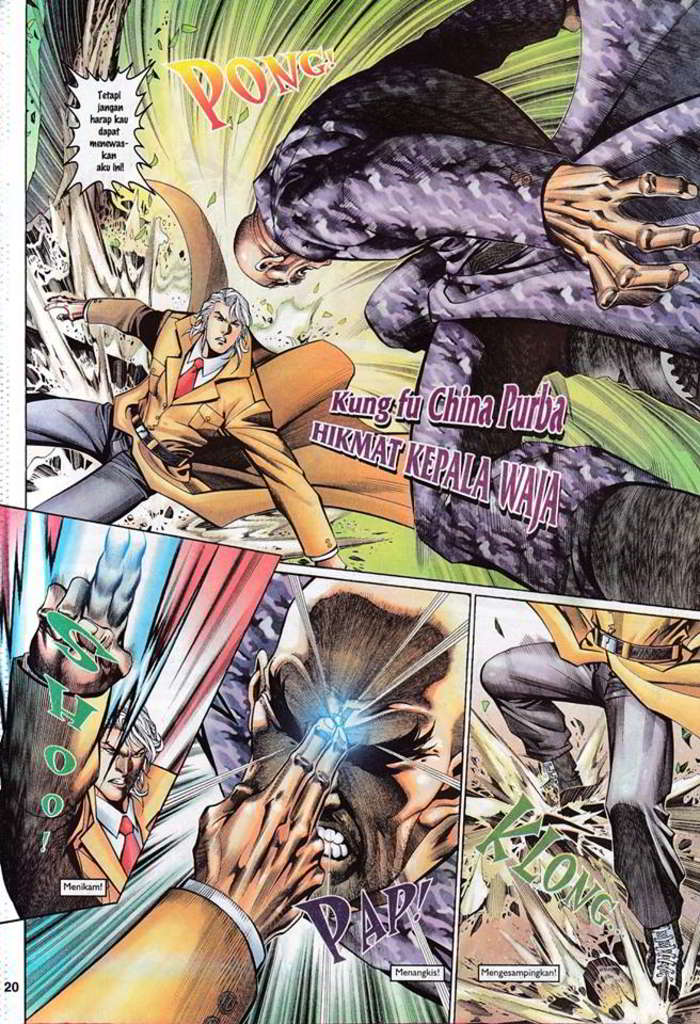 Tetapi
jangan
harap kau
dapat
menewas-
kan
aku ini!
PONG!
Kung fu China Purba
HIKMAT KEPALA WAJA
SHOO!
Menikam!
PAP!
Menangkis!
KLONG
Mengesampingkan!
20